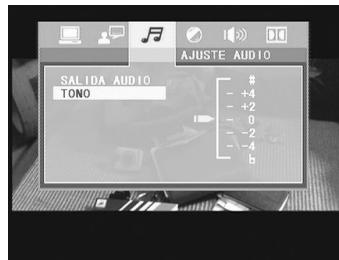 AJUSTE AUDIO
SALIDA AUDIO
TONO
#
- +4
- +2
- 0
- -2
- -4
b